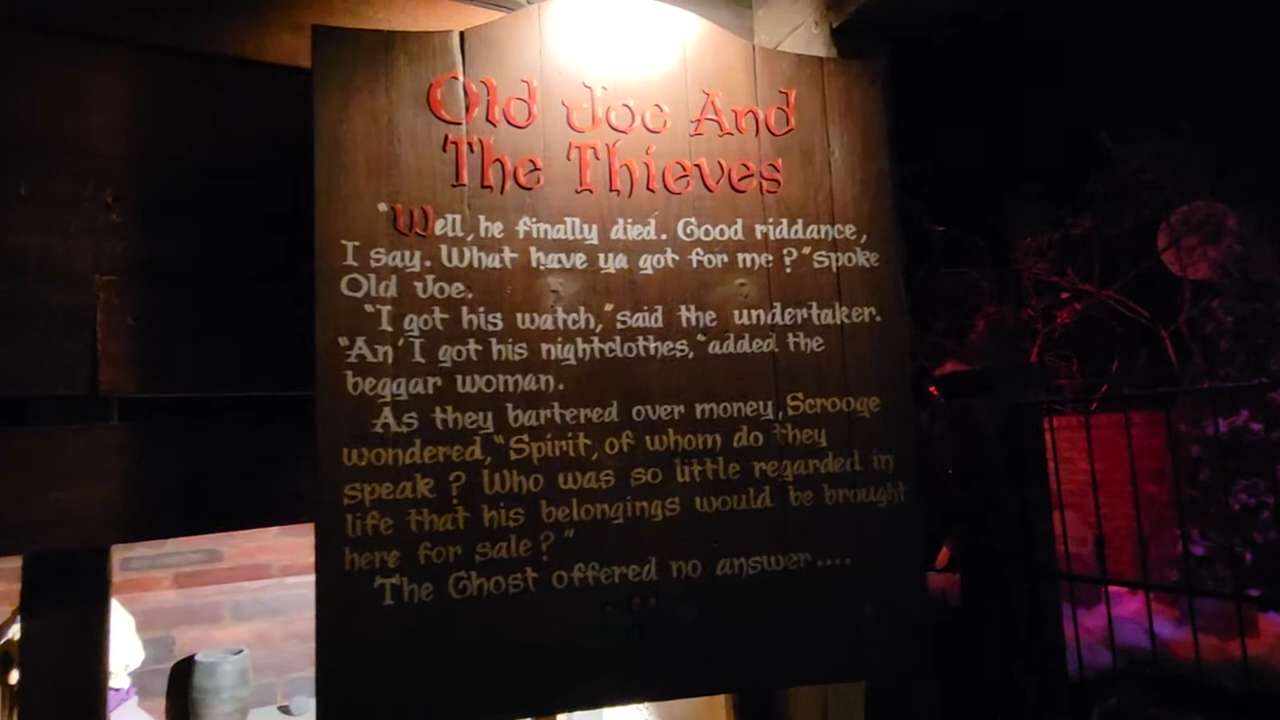 Old Joe And
The Thieves
"Well, he finally died. Good riddance,
I say. What have ya got for me?" spoke
Old Joe.
"I got his watch," said the undertaker.
"An' I got his nightclothes," added the
beggar woman.
As they bartered over money, Scrooge
wondered, "Spirit, of whom do they
speak? Who was so little regarded in
life that his belongings would be brought
here for sale?"
The Ghost offered no answer....